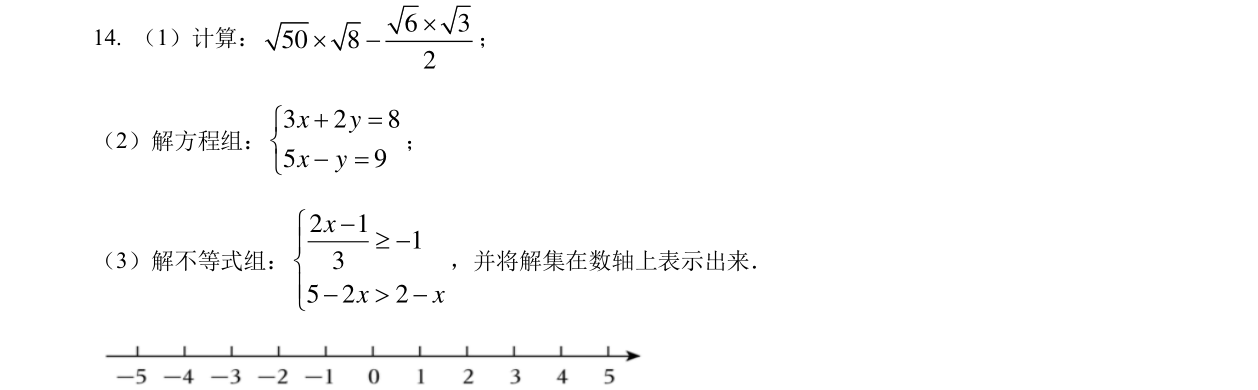 14. （1）计算：√50×√8−(√6×√3)/2；
（2）解方程组：{3x+2y=8
5x−y=9；
（3）解不等式组：{(2x−1)/3≥−1
5−2x>2−x，并将解集在数轴上表示出来.
−5 −4 −3 −2 −1 0 1 2 3 4 5